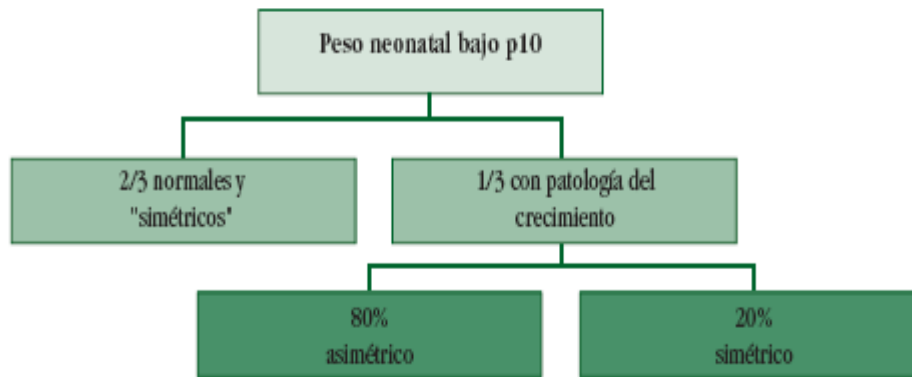 Peso neonatal bajo p10
2/3 normales y
"simétricos"
1/3 con patología del
crecimiento
80%
asimétrico
20%
simétrico